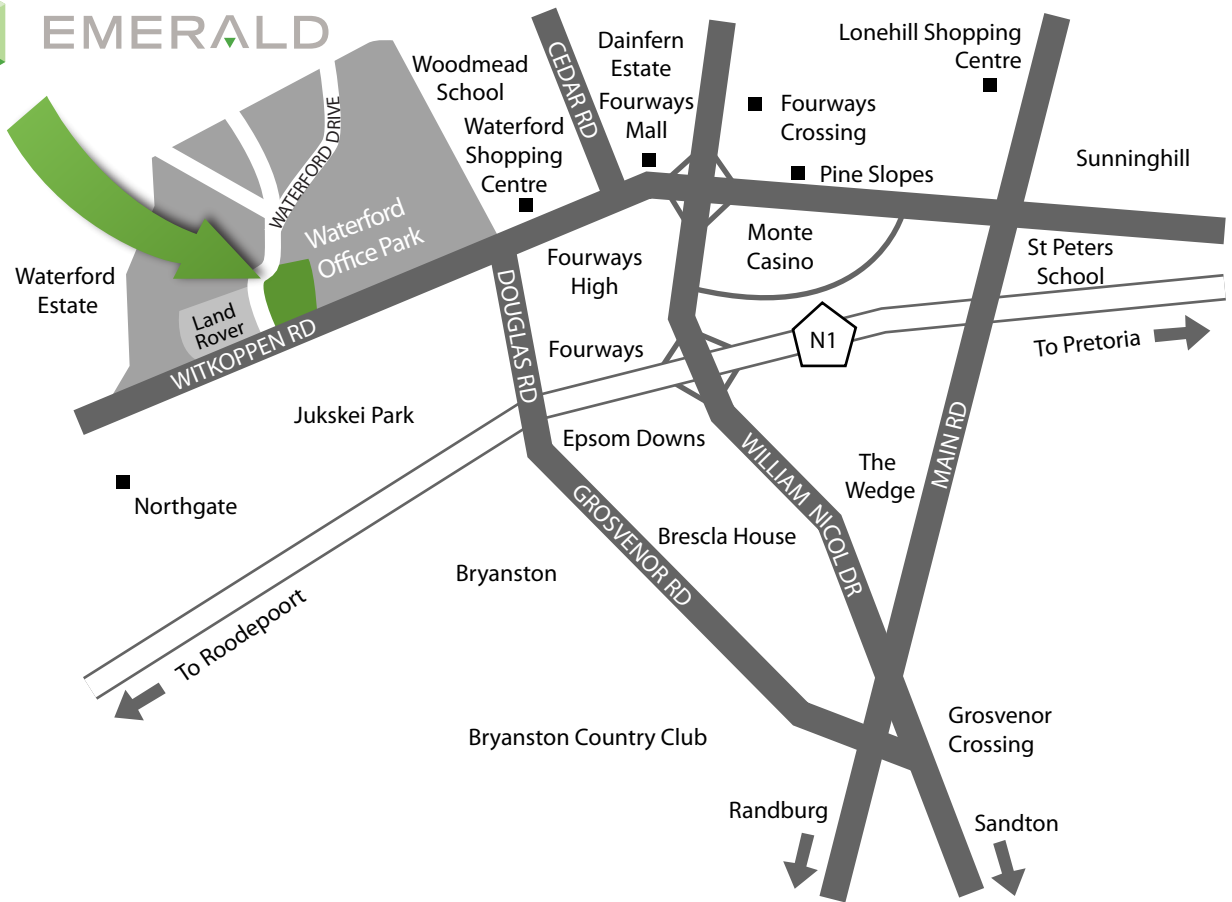 EMERALD
Woodmead
School
CEDAR RD
Dainfern
Estate
Fourways
Mall
Lonehill Shopping
Centre
Fourways
Crossing
Pine Slopes
Sunninghill
Waterford
Shopping
Centre
WATERFORD DRIVE
Waterford
Office Park
Waterford
Estate
Land
Rover
WITKOPPEN RD
DOUGLAS RD
Fourways
High
Monte
Casino
St Peters
School
Fourways
N1
To Pretoria
Jukskei Park
Epsom Downs
WILLIAM NICOL DR
The
Wedge
MAIN RD
Northgate
GROSVENOR RD
Brescla House
Bryanston
To Roodepoort
Bryanston Country Club
Grosvenor
Crossing
Randburg
Sandton